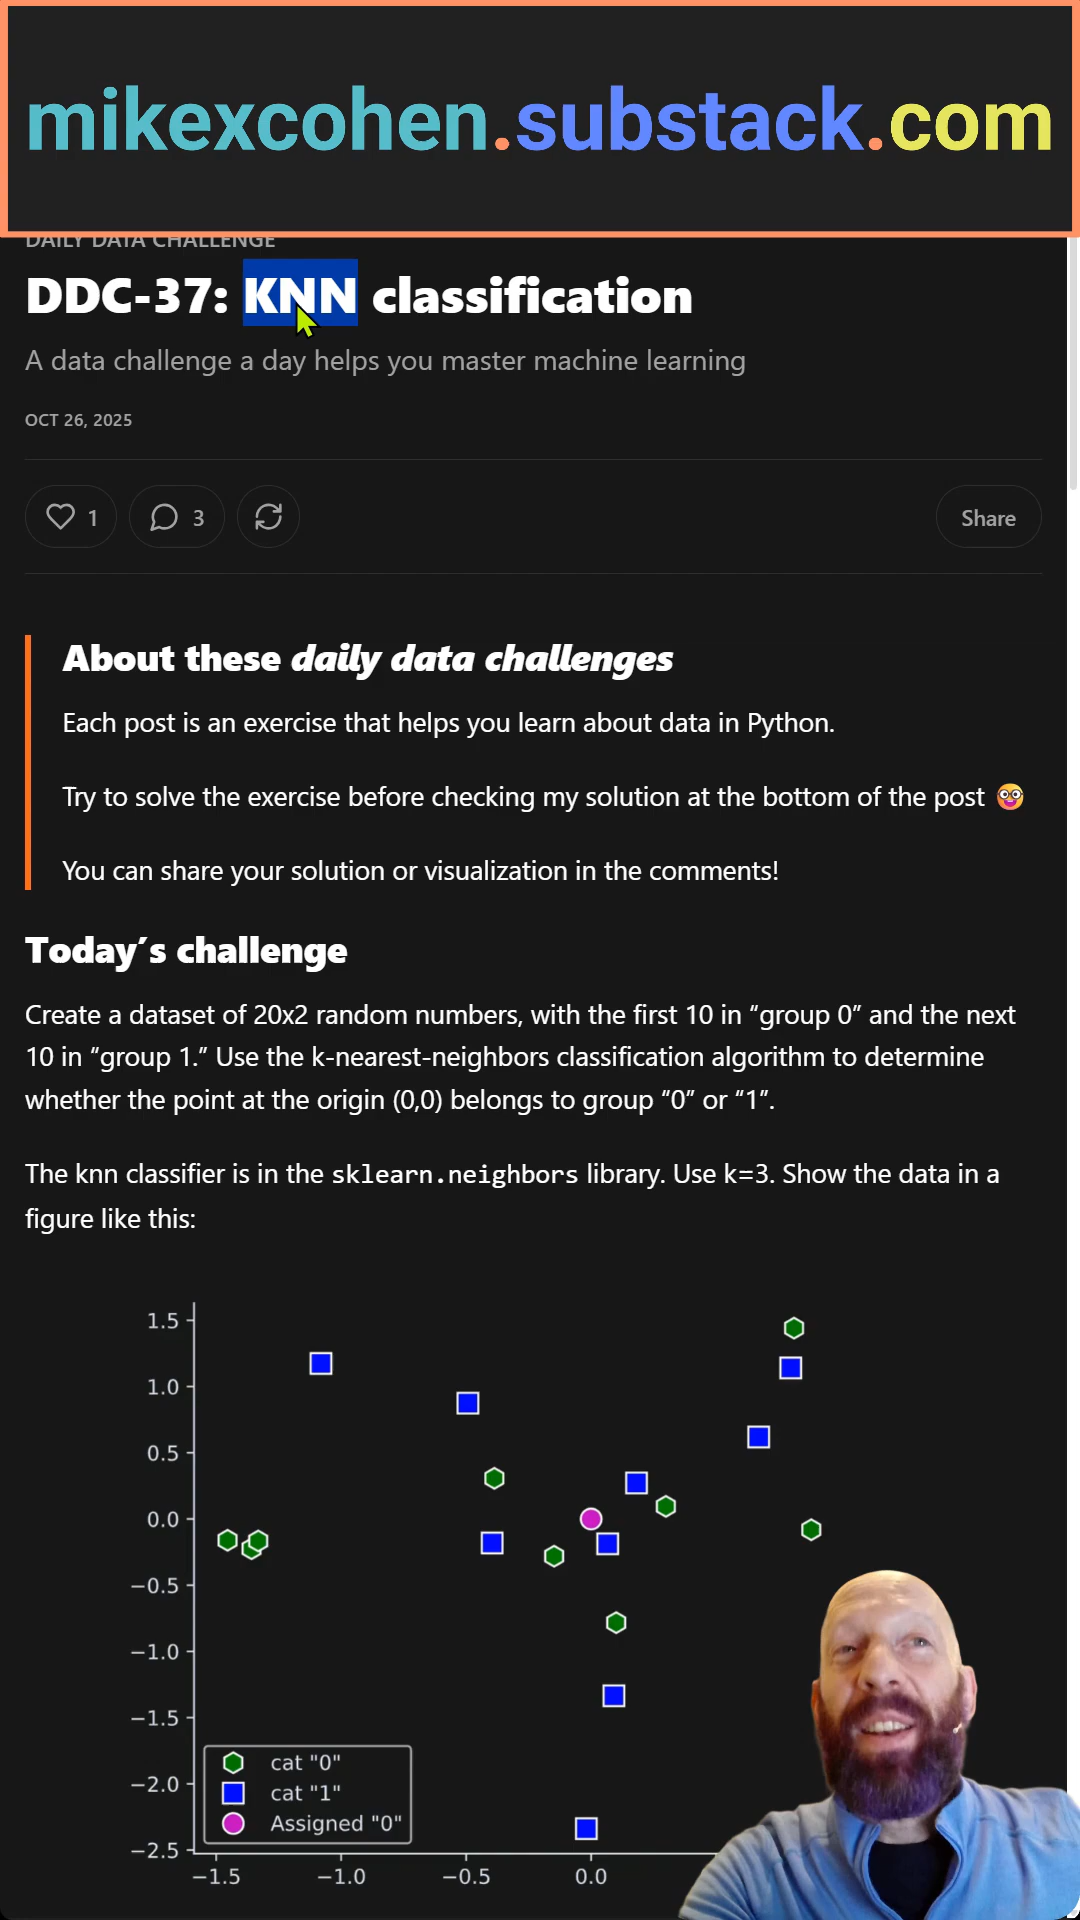 mikexcohen.substack.com
DAILY DATA CHALLENGE
DDC-37: KNN classification
A data challenge a day helps you master machine learning
OCT 26, 2025
1
3
Share
About these daily data challenges
Each post is an exercise that helps you learn about data in Python.
Try to solve the exercise before checking my solution at the bottom of the post 🤓
You can share your solution or visualization in the comments!
Today's challenge
Create a dataset of 20x2 random numbers, with the first 10 in “group 0” and the next
10 in “group 1.” Use the k-nearest-neighbors classification algorithm to determine
whether the point at the origin (0,0) belongs to group “0” or “1”.
The knn classifier is in the sklearn.neighbors library. Use k=3. Show the data in a
figure like this:
1.5
1.0
0.5
0.0
−0.5
−1.0
−1.5
−2.0
−2.5
cat "0"
cat "1"
Assigned "0"
−1.5 −1.0 −0.5 0.0